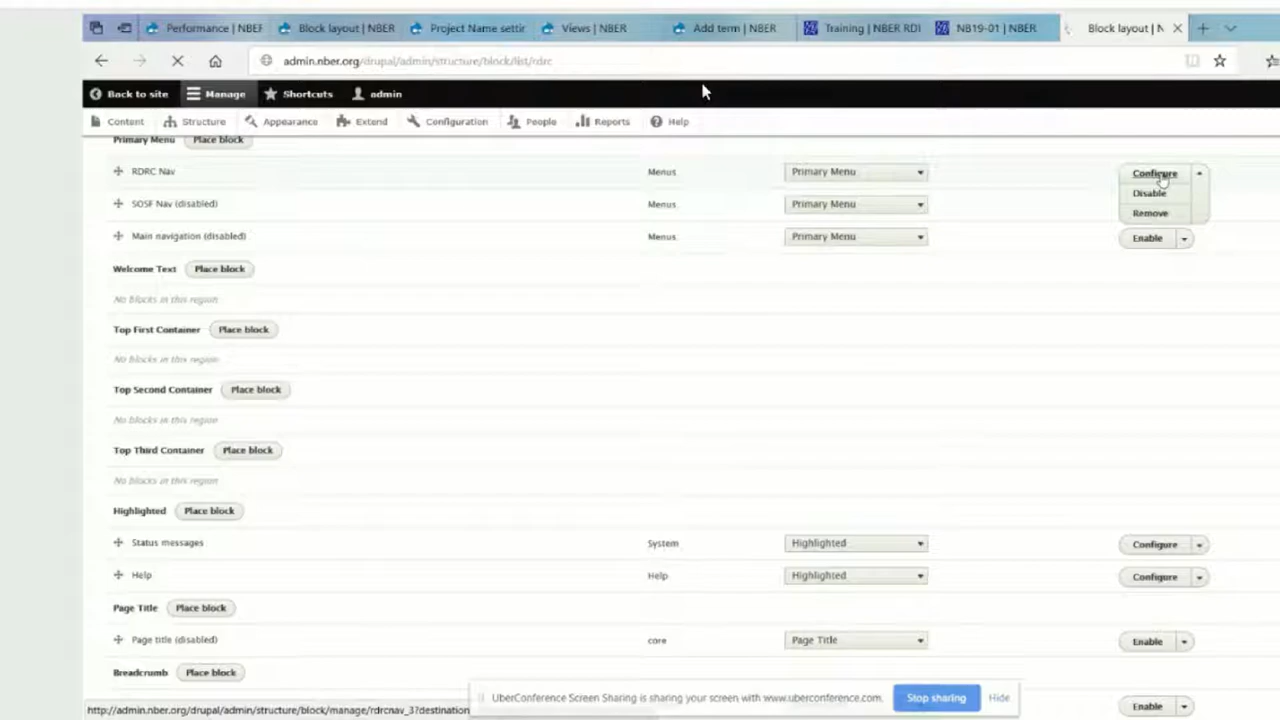 Performance | NBER Block layout | NBER Project Name settir Views | NBER Add term | NBER Training | NBER RDI NB19-01 | NBER Block layout | N
admin.nber.org/drupal/admin/structure/block/list/rdrc
Back to site Manage Shortcuts admin
Content Structure Appearance Extend Configuration People Reports Help
Primary Menu Place block
RDRC Nav Menus Primary Menu Configure
Disable
SOSF Nav (disabled) Menus Primary Menu
Remove
Main navigation (disabled) Menus Primary Menu Enable
Welcome Text Place block
No blocks in this region
Top First Container Place block
No blocks in this region
Top Second Container Place block
No blocks in this region
Top Third Container Place block
No blocks in this region
Highlighted Place block
Status messages System Highlighted Configure
Help Help Highlighted Configure
Page Title Place block
Page title (disabled) core Page Title Enable
Breadcrumb Place block
UberConference Screen Sharing is sharing your screen with www.uberconference.com. Stop sharing Hide
Enable
http://admin.nber.org/drupal/admin/structure/block/manage/rdrcnav_3?destination